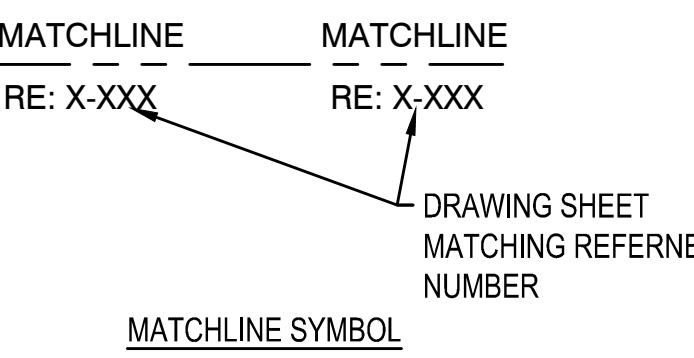 MATCHLINE MATCHLINE
RE: X-XXX RE: X-XXX
DRAWING SHEET
MATCHING REFERNE
NUMBER
MATCHLINE SYMBOL